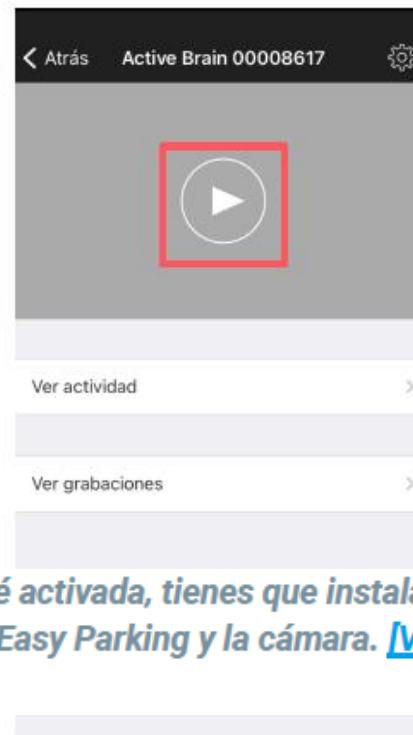 Atrás Active Brain 00008617
Ver actividad
Ver grabaciones
é activada, tienes que instala
Easy Parking y la cámara. [V